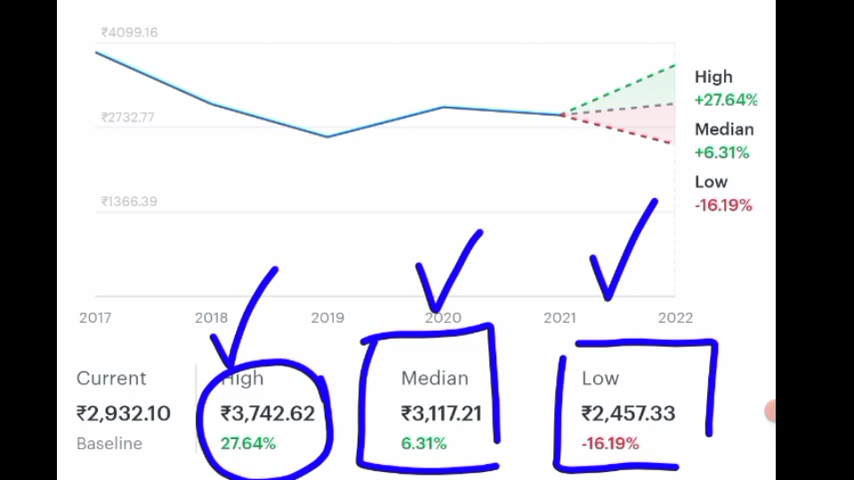 ₹4099.16
₹2732.77
₹1366.39
High
+27.64%
Median
+6.31%
Low
-16.19%
2017 2018 2019 2020 2021 2022
Current High Median Low
₹2,932.10 ₹3,742.62 ₹3,117.21 ₹2,457.33
Baseline 27.64% 6.31% -16.19%